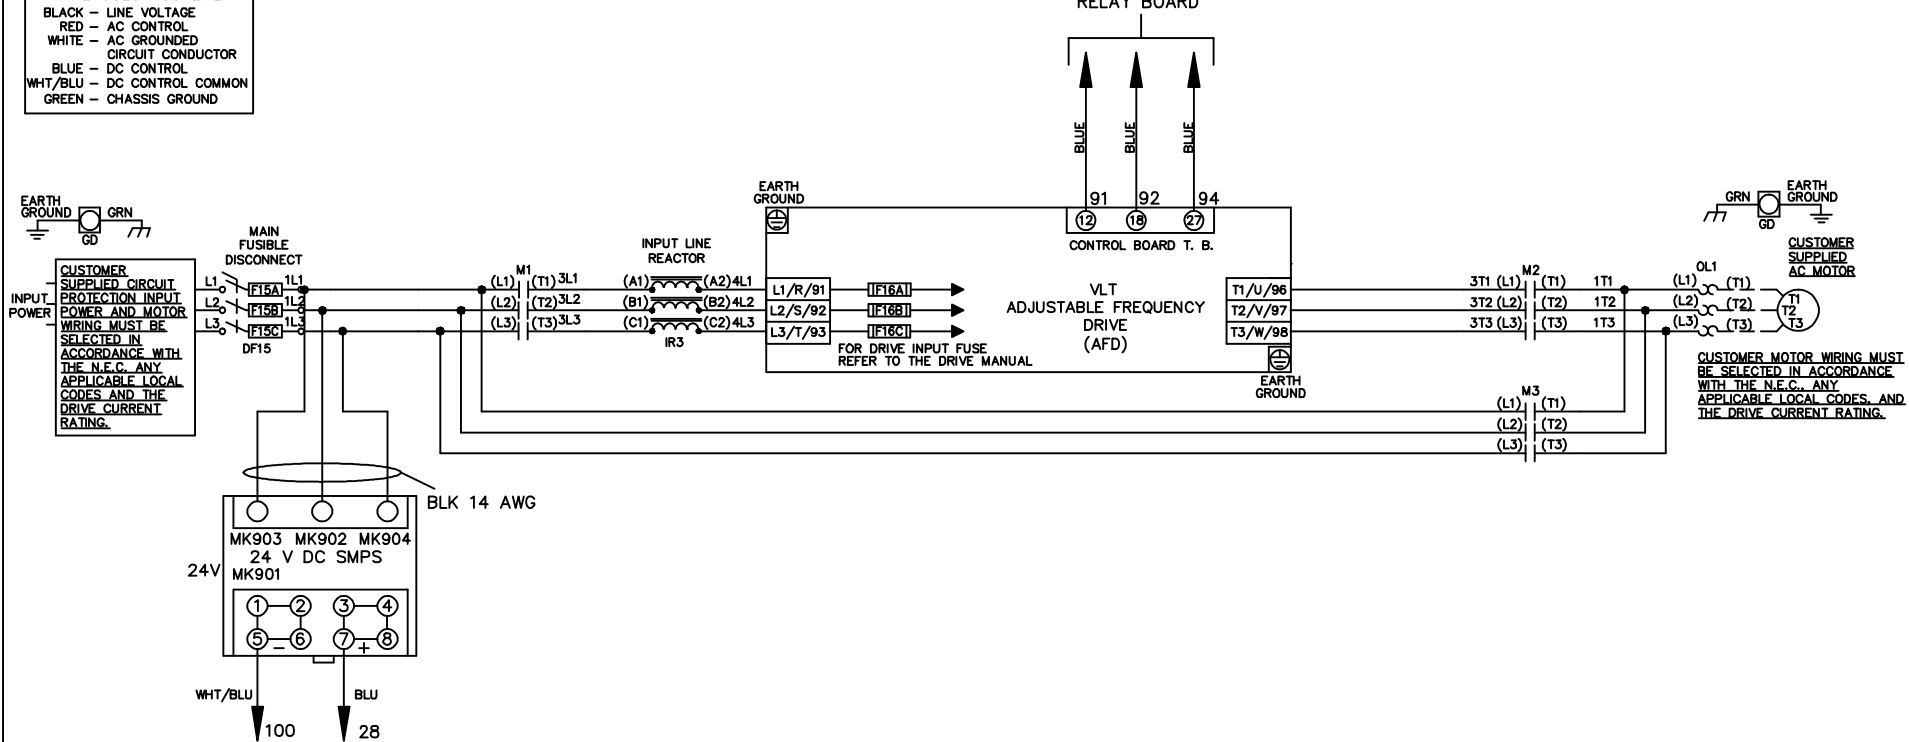 BLACK – LINE VOLTAGE
RED – AC CONTROL
WHITE – AC GROUNDED
CIRCUIT CONDUCTOR
BLUE – DC CONTROL
WHT/BLU – DC CONTROL COMMON
GREEN – CHASSIS GROUND
RELAY BOARD
BLUE
BLUE
BLUE
91 92 94
12 18 27
CONTROL BOARD T. B.
EARTH
GROUND
GRN
GD
MAIN
FUSIBLE
DISCONNECT
INPUT
POWER
CUSTOMER
SUPPLIED CIRCUIT
PROTECTION INPUT
POWER AND MOTOR
WIRING MUST BE
SELECTED IN
ACCORDANCE WITH
THE N.E.C. ANY
APPLICABLE LOCAL
CODES AND THE
DRIVE CURRENT
RATING.
L1 F15A 1L1
L2 F15B 1L2
L3 F15C 1L3
DF15
M1
(L1) (T1) 3L1
(L2) (T2) 3L2
(L3) (T3) 3L3
INPUT LINE
REACTOR
(A1) (A2) 4L1
(B1) (B2) 4L2
(C1) (C2) 4L3
IR3
EARTH
GROUND
L1/R/91 F16A
L2/S/92 F16B
L3/T/93 F16C
FOR DRIVE INPUT FUSE
REFER TO THE DRIVE MANUAL
VLT
ADJUSTABLE FREQUENCY
DRIVE
(AFD)
T1/U/96
T2/V/97
T3/W/98
EARTH
GROUND
M2
3T1 (L1) (T1) 1T1
3T2 (L2) (T2) 1T2
3T3 (L3) (T3) 1T3
M3
(L1) (T1)
(L2) (T2)
(L3) (T3)
OL1
(L1) (T1)
(L2) (T2)
(L3) (T3)
T1
T2
T3
GRN
EARTH
GROUND
GD
CUSTOMER
SUPPLIED
AC MOTOR
CUSTOMER MOTOR WIRING MUST
BE SELECTED IN ACCORDANCE
WITH THE N.E.C., ANY
APPLICABLE LOCAL CODES, AND
THE DRIVE CURRENT RATING.
BLK 14 AWG
MK903 MK902 MK904
24 V DC SMPS
24V
MK901
1 2 3 4
5 6 7 8
– +
WHT/BLU
BLU
100
28